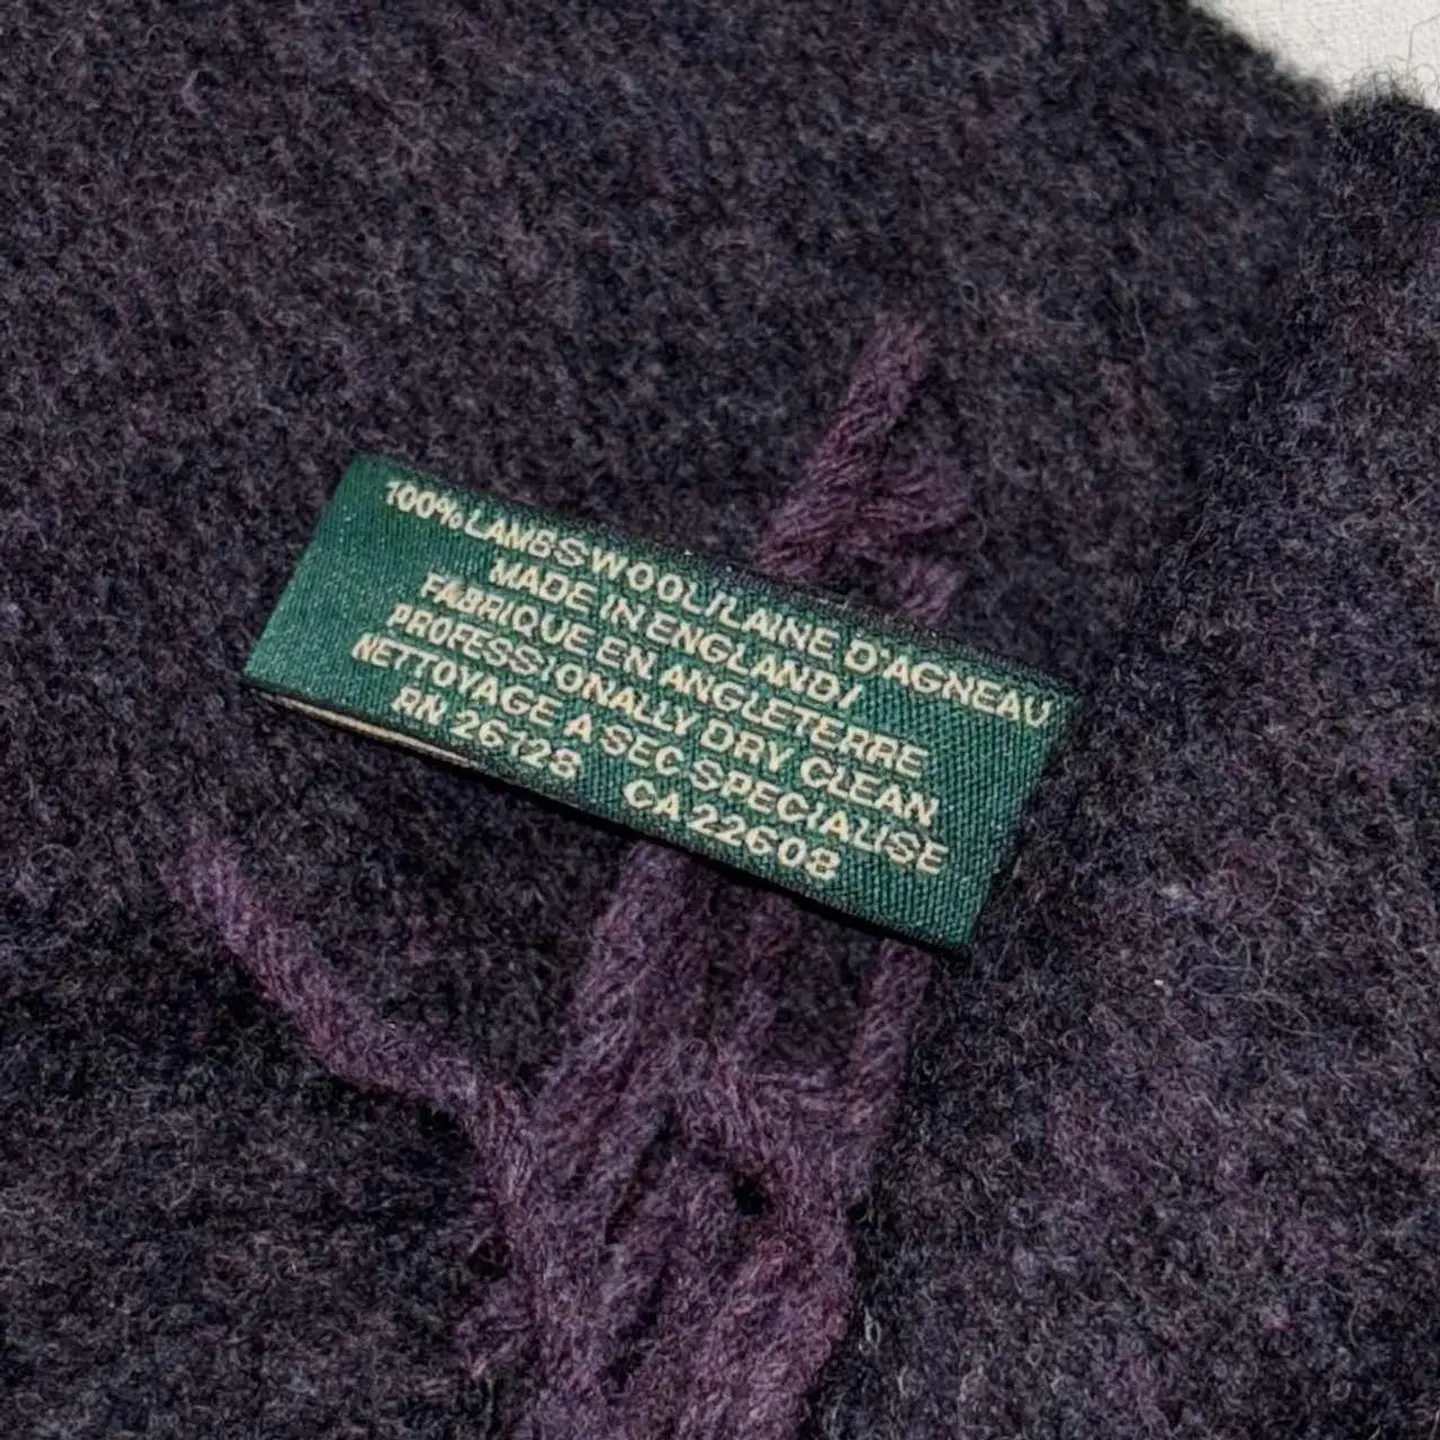 100% LAMBSWOOL/LAINE D'AGNEAU
MADE IN ENGLAND/
FABRIQUE EN ANGLETERRE
PROFESSIONALLY DRY CLEAN
NETTOYAGE A SEC SPECIALISE
RN 26128 CA 22608